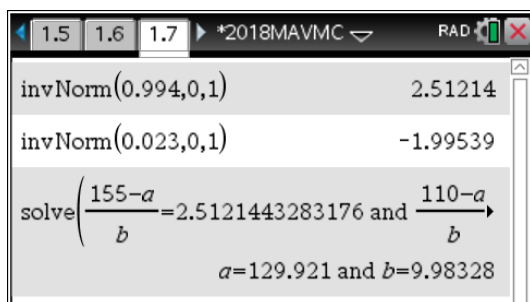 1.5 1.6 1.7 *2018MAVMC RAD
invNorm(0.994,0,1) 2.51214
invNorm(0.023,0,1) -1.99539
solve((155-a)/b=2.5121443283176 and (110-a)/b
a=129.921 and b=9.98328